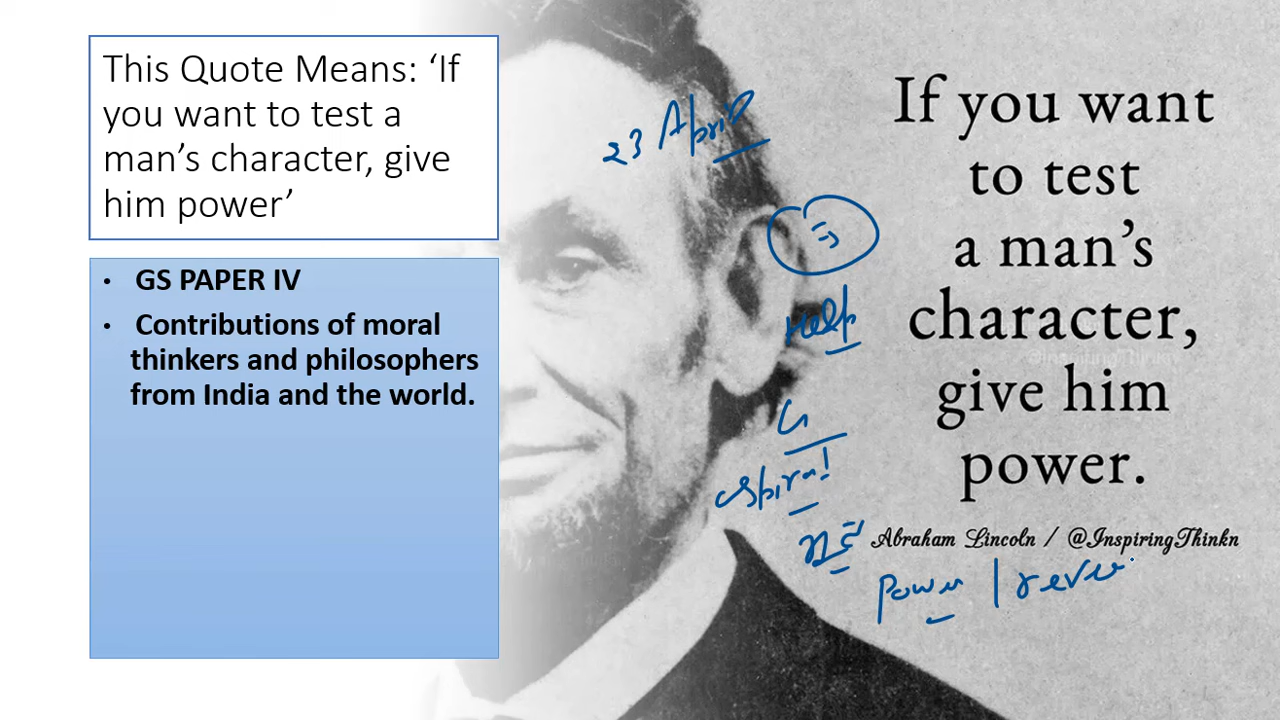 This Quote Means: ‘If
you want to test a
man’s character, give
him power’
• GS PAPER IV
• Contributions of moral
thinkers and philosophers
from India and the world.
23 April
Help
If you want
to test
a man’s
character,
give him
power.
Abraham Lincoln / @InspiringThinkn
Power |